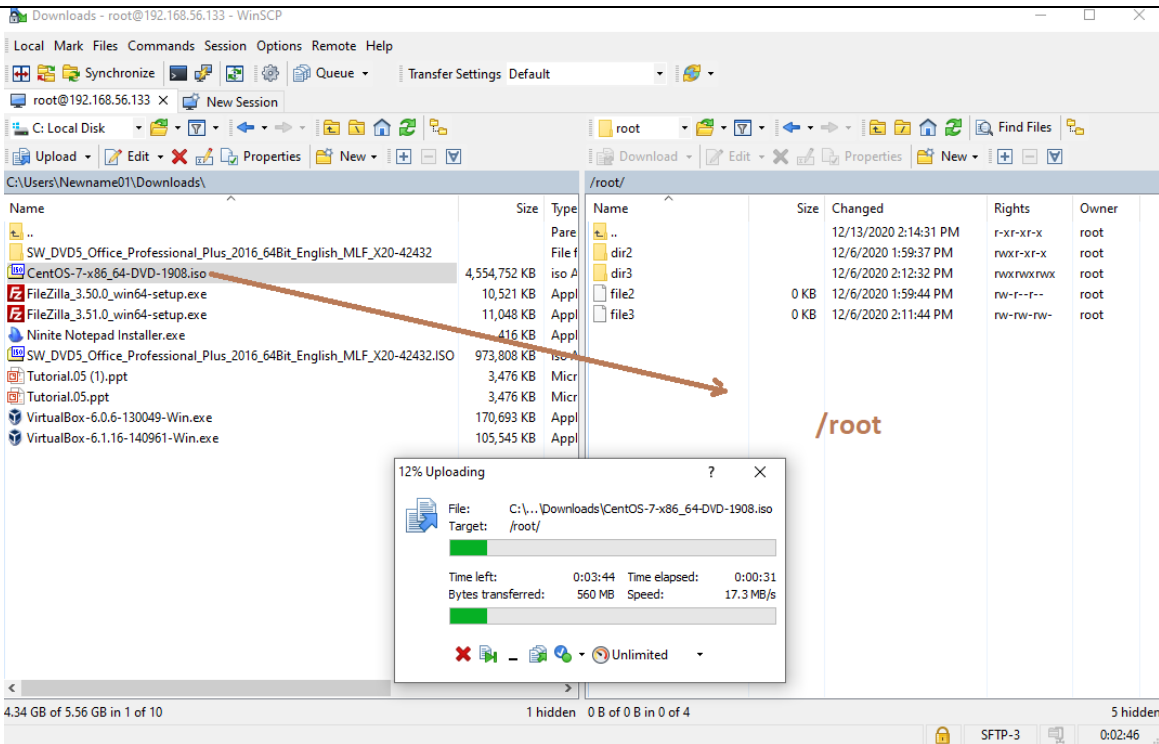 Downloads - root@192.168.56.133 - WinSCP
Local Mark Files Commands Session Options Remote Help
Synchronize Queue Transfer Settings Default
root@192.168.56.133 New Session
C: Local Disk root Find Files
Upload Edit Properties New Download Edit Properties New
C:\Users\Newname01\Downloads\ /root/
Name Size Type Name Size Changed Rights Owner
.. Pare .. 12/13/2020 2:14:31 PM r-xr-xr-x root
SW_DVD5_Office_Professional_Plus_2016_64Bit_English_MLF_X20-42432 File f dir2 12/6/2020 1:59:37 PM rwxr-xr-x root
CentOS-7-x86_64-DVD-1908.iso 4,554,752 KB iso A dir3 12/6/2020 2:12:32 PM rwxrwxrwx root
FileZilla_3.50.0_win64-setup.exe 10,521 KB Appl file2 0 KB 12/6/2020 1:59:44 PM rw-r--r-- root
FileZilla_3.51.0_win64-setup.exe 11,048 KB Appl file3 0 KB 12/6/2020 2:11:44 PM rw-rw-rw- root
Ninite Notepad Installer.exe 416 KB Appl
SW_DVD5_Office_Professional_Plus_2016_64Bit_English_MLF_X20-42432.ISO 973,808 KB
Tutorial.05 (1).ppt 3,476 KB Micr
Tutorial.05.ppt 3,476 KB Micr
VirtualBox-6.0.6-130049-Win.exe 170,693 KB Appl
VirtualBox-6.1.16-140961-Win.exe 105,545 KB Appl
/root
12% Uploading ?
File: C:\...\Downloads\CentOS-7-x86_64-DVD-1908.iso
Target: /root/
Time left: 0:03:44 Time elapsed: 0:00:31
Bytes transferred: 560 MB Speed: 17.3 MB/s
Unlimited
4.34 GB of 5.56 GB in 1 of 10 1 hidden 0 B of 0 B in 0 of 4 5 hidden
SFTP-3 0:02:46